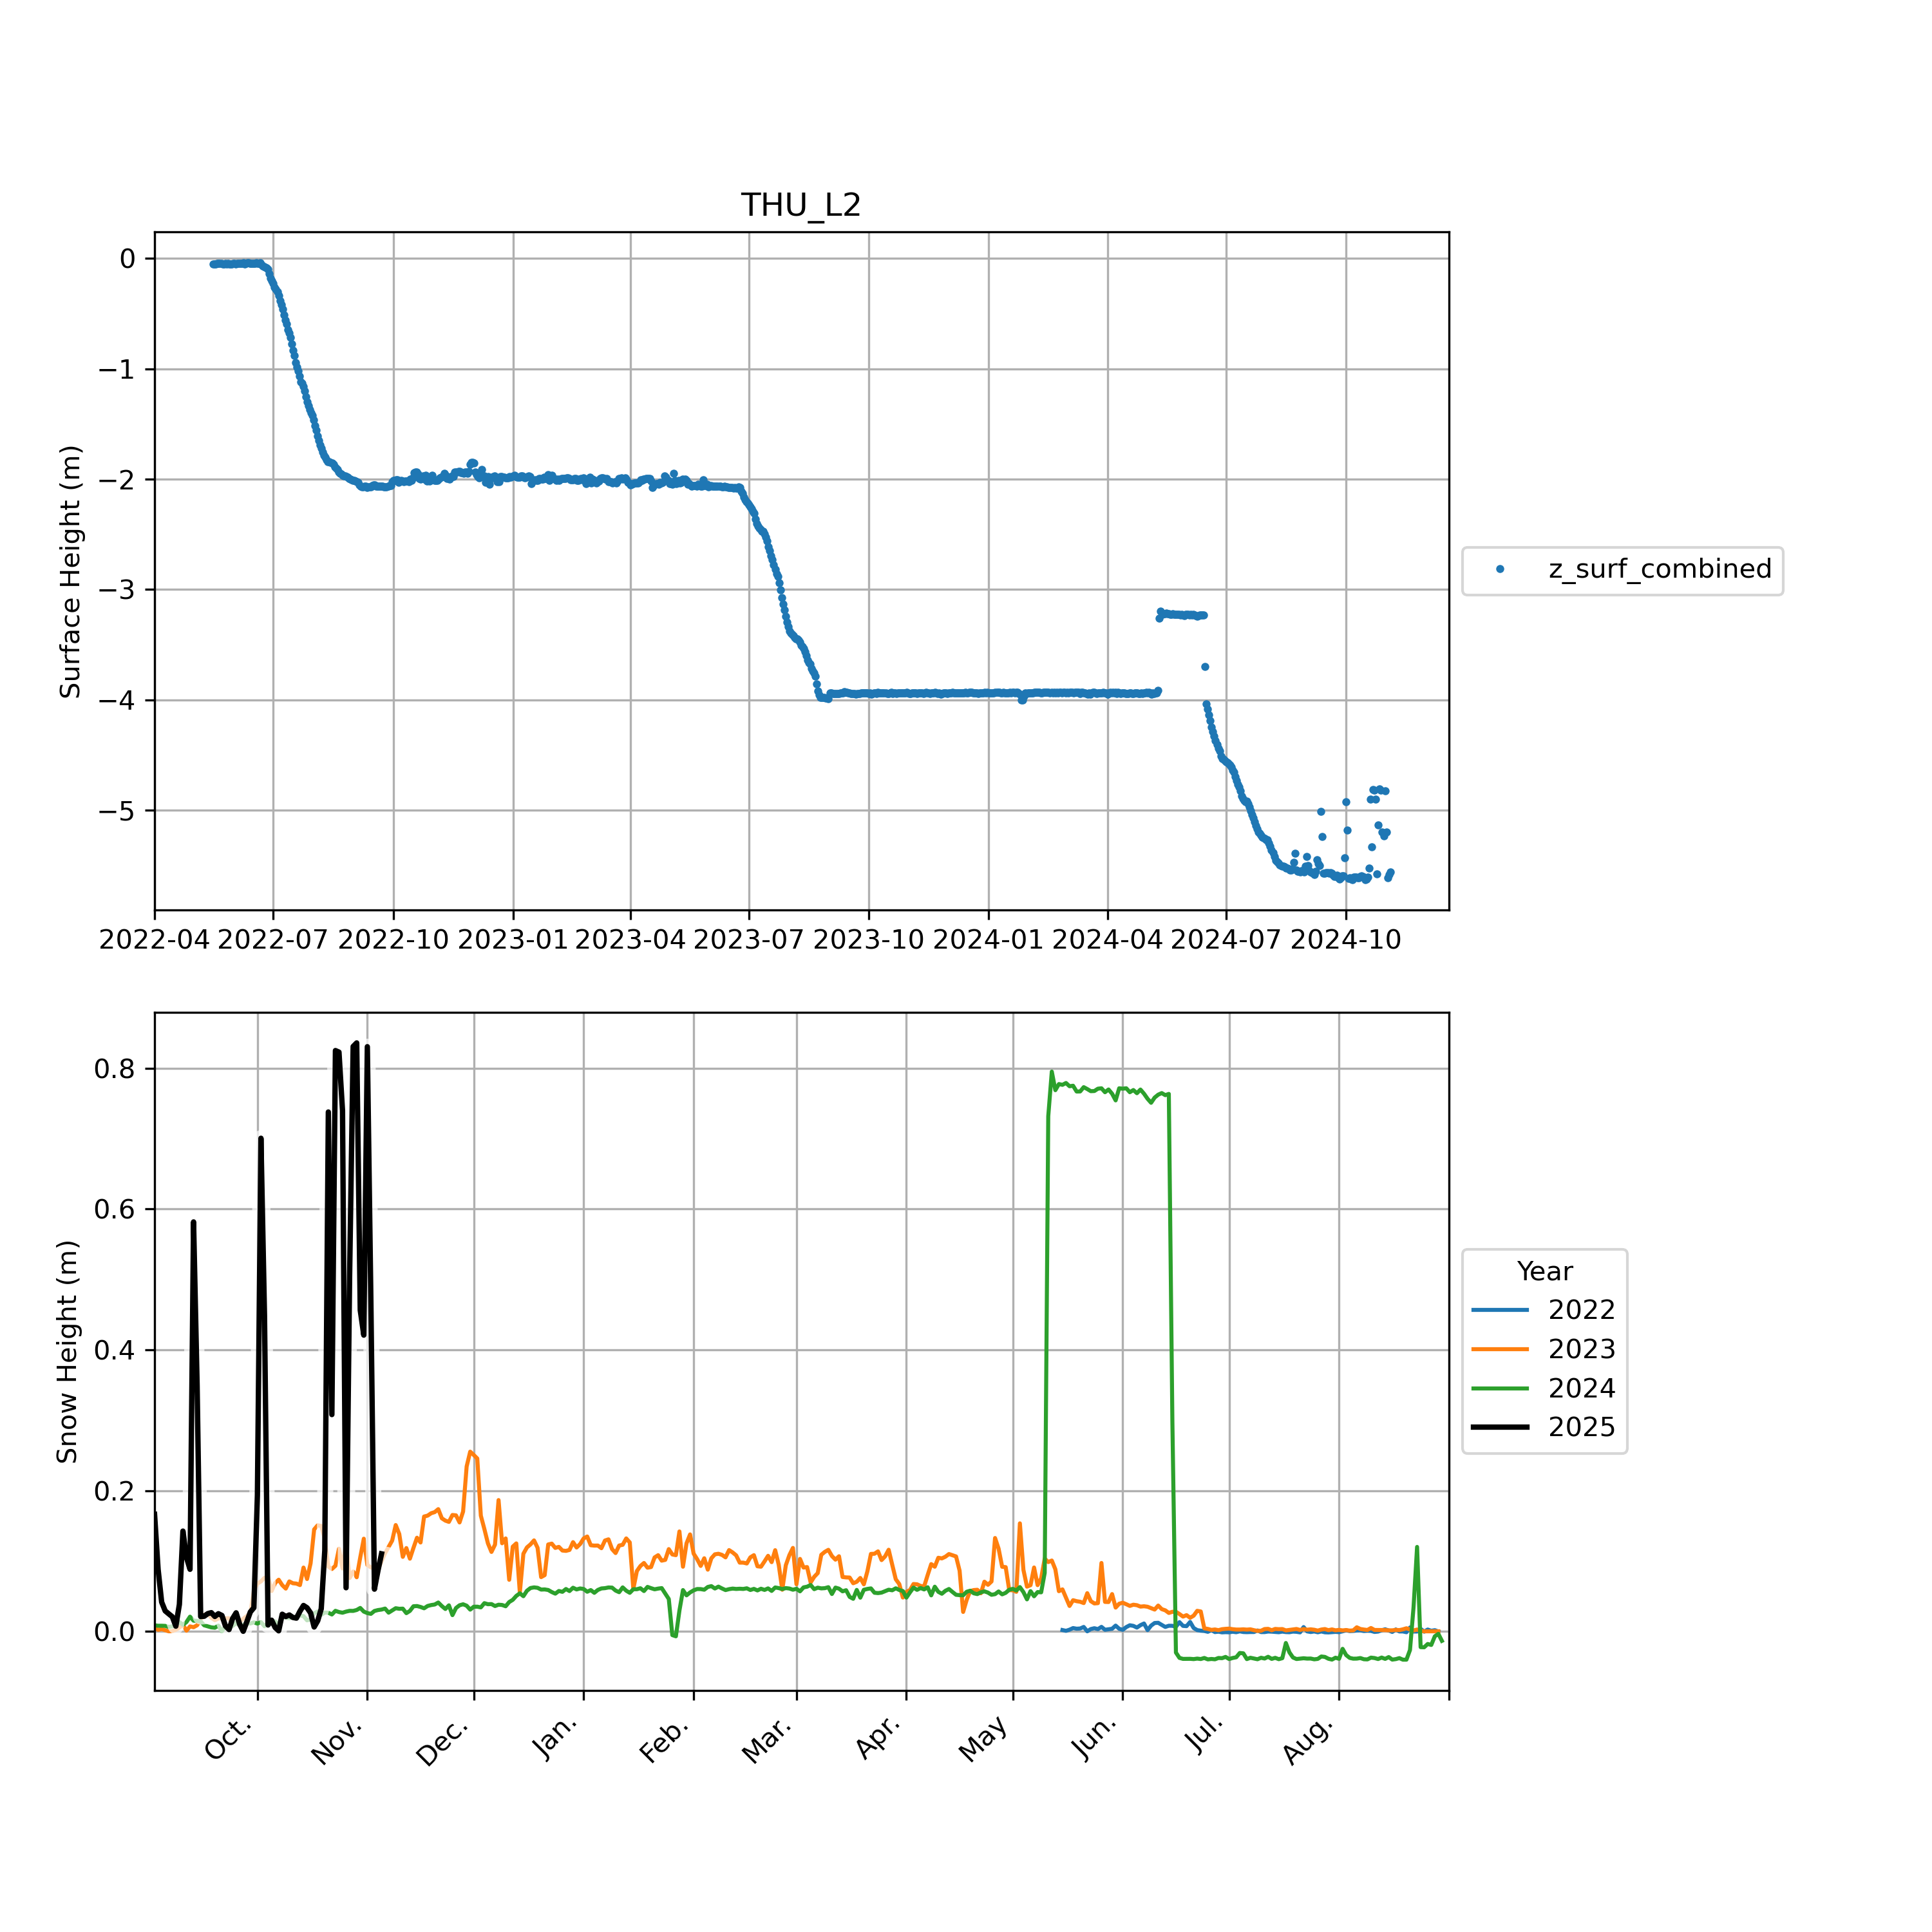 THU_L2
Surface Height (m)
0
−1
−2
−3
−4
−5
2022-04 2022-07 2022-10 2023-01 2023-04 2023-07 2023-10 2024-01 2024-04 2024-07 2024-10
z_surf_combined
Snow Height (m)
0.8
0.6
0.4
0.2
0.0
Oct. Nov. Dec. Jan. Feb. Mar. Apr. May Jun. Jul. Aug.
Year
2022
2023
2024
2025